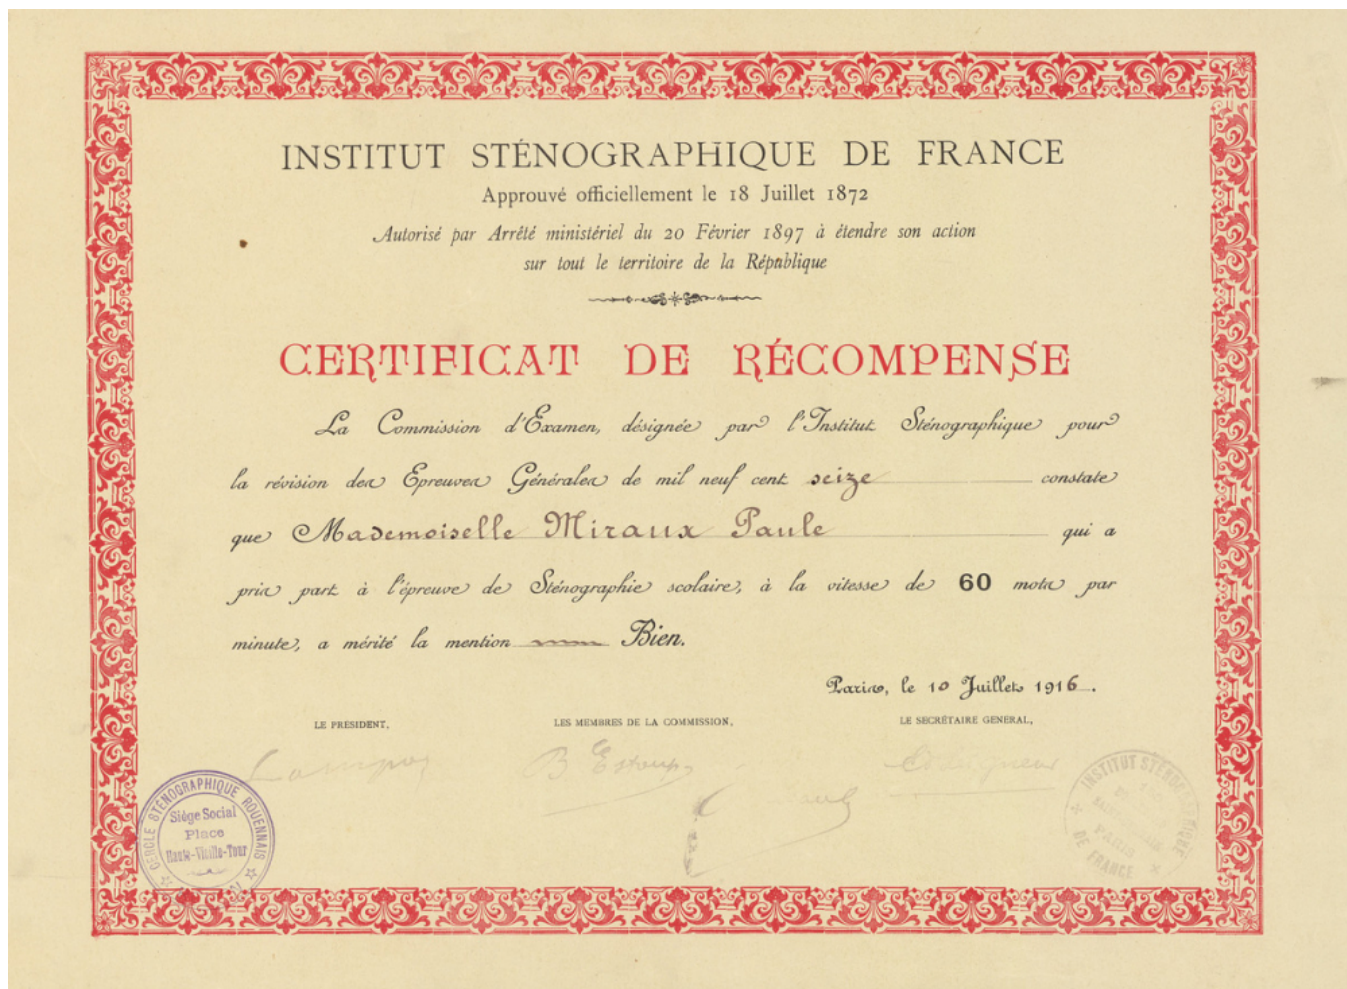 INSTITUT STÉNOGRAPHIQUE DE FRANCE
Approuvé officiellement le 18 Juillet 1872
Autorisé par Arrêté ministériel du 20 Février 1897 à étendre son action
sur tout le territoire de la République
CERTIFICAT DE RÉCOMPENSE
La Commission d'Examen, désignée par l'Institut Sténographique pour
la révision des Epreuves Générales de mil neuf cent seize constate
que Mademoiselle Miraux Paule qui a
pris part à l'épreuve de Sténographie scolaire, à la vitesse de 60 mots par
minute, a mérité la mention Bien.
Paris, le 10 Juillet 1916.
LE PRÉSIDENT,
LES MEMBRES DE LA COMMISSION,
LE SECRÉTAIRE GÉNÉRAL,
B Estoup
CERCLE STÉNOGRAPHIQUE ROUENNAIS
Siège Social
Place
Haute-Vieille-Tour
INSTITUT STÉNOGRAPHIQUE
PARIS
DE FRANCE